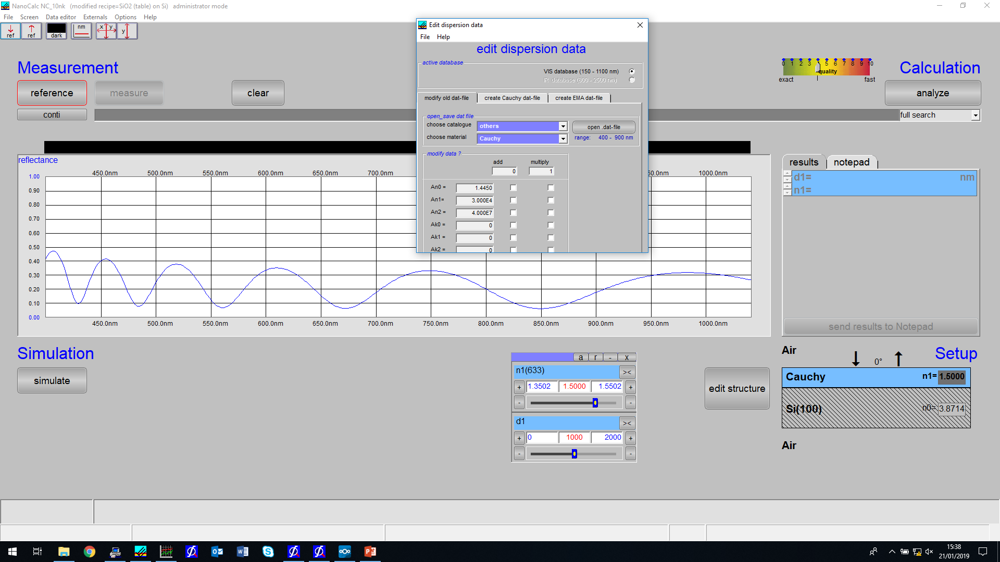 NanoCalc NC_10nk   (modified recipe=SiO2 (table) on Si)   administrator mode
File Screen Data editor Externals Options Help
ref ref dark nm x y y
Edit dispersion data
File Help
edit dispersion data
active database
VIS database (150 - 1100 nm)
IR database (800 - 2500 nm)
modify old dat-file create Cauchy dat-file create EMA dat-file
open_save dat file
choose catalogue others open .dat-file
choose material Cauchy range: 400 - 900 nm
modify data ?
add multiply
0 1
An0 = 1.4450
An1= 3.000E4
An2 = 4.000E7
Ak0 = 0
Ak1 = 0
Ak2 = 0
Measurement
reference measure clear
conti
0 1 2 3 5 6 7 8 9 10
quality
exact fast
Calculation
analyze
full search
reflectance
450.0nm 500.0nm 550.0nm 600.0nm 650.0nm 700.0nm 50.0nm 1000.0nm
1.00
0.90
0.80
0.70
0.60
0.50
0.40
0.30
0.20
0.10
0.00
450.0nm 500.0nm 550.0nm 600.0nm 650.0nm 700.0nm 750.0nm 800.0nm 850.0nm 900.0nm 950.0nm 1000.0nm
results notepad
d1= nm
n1=
send results to Notepad
Simulation
simulate
a r - x
n1(633) ><
+ 1.3502 1.5000 1.5502 +
- -
d1 ><
+ 0 1000 2000 +
- -
edit structure
Air 0° Setup
Cauchy n1= 1.5000
Si(100) n0= 3.8714
Air
15:38
21/01/2019